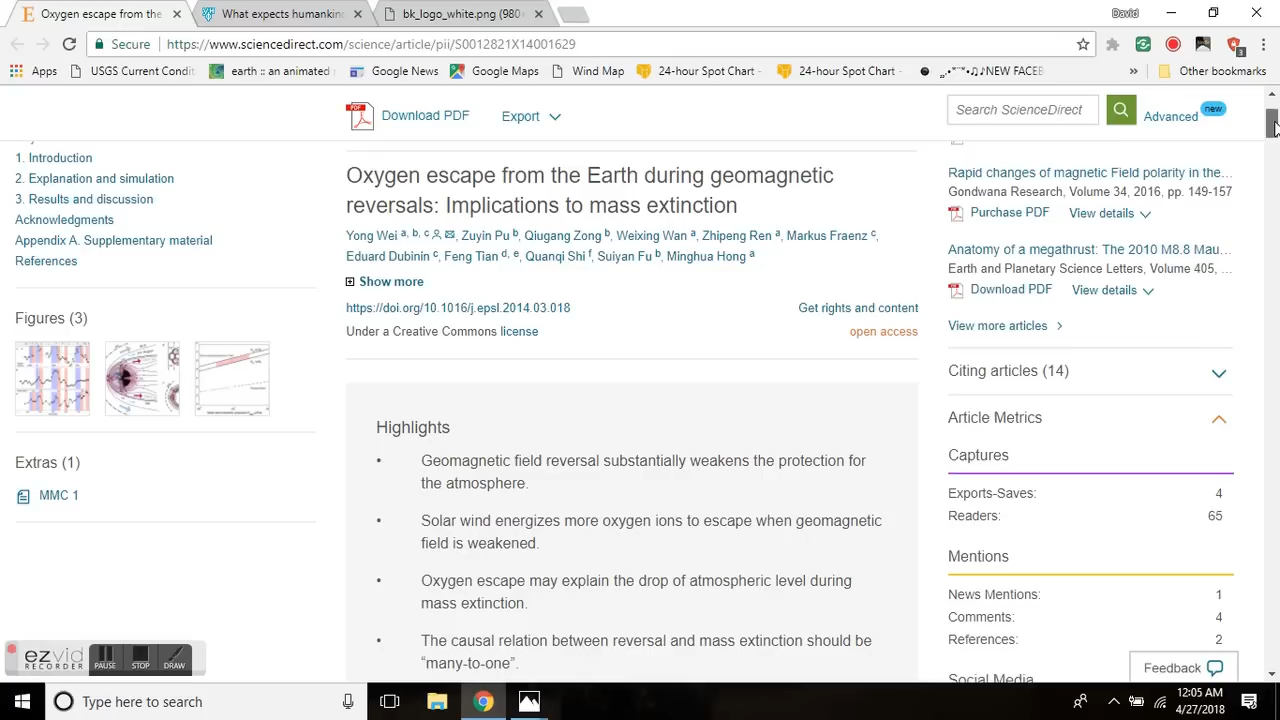 Oxygen escape from the
What expects humankin
bk_logo_white.png (980×
David
Secure
https://www.sciencedirect.com/science/article/pii/S0012821X14001629
3
Apps
USGS Current Condi
earth :: an animated
Google News
Google Maps
Wind Map
24-hour Spot Chart -
24-hour Spot Chart -
NEW FACEB
»
Other bookmarks
Download PDF
Export
Search ScienceDirect
Advanced
new
1. Introduction
2. Explanation and simulation
3. Results and discussion
Acknowledgments
Appendix A. Supplementary material
References
Figures (3)
Extras (1)
MMC 1
Oxygen escape from the Earth during geomagnetic
reversals: Implications to mass extinction
Yong Wei a, b, c, Zuyin Pu b, Qiugang Zong b, Weixing Wan a, Zhipeng Ren a, Markus Fraenz c,
Eduard Dubinin c, Feng Tian d, e, Quanqi Shi f, Suiyan Fu b, Minghua Hong a
Show more
https://doi.org/10.1016/j.epsl.2014.03.018
Get rights and content
Under a Creative Commons license
open access
Highlights
• Geomagnetic field reversal substantially weakens the protection for
the atmosphere.
• Solar wind energizes more oxygen ions to escape when geomagnetic
field is weakened.
• Oxygen escape may explain the drop of atmospheric level during
mass extinction.
• The causal relation between reversal and mass extinction should be
“many-to-one”.
Rapid changes of magnetic Field polarity in the...
Gondwana Research, Volume 34, 2016, pp. 149-157
Purchase PDF
View details
Anatomy of a megathrust: The 2010 M8.8 Mau...
Earth and Planetary Science Letters, Volume 405, ...
Download PDF
View details
View more articles
Citing articles (14)
Article Metrics
Captures
Exports-Saves: 4
Readers: 65
Mentions
News Mentions: 1
Comments: 4
References: 2
Social Media
Feedback
ezvid
RECORDER
PAUSE
STOP
DRAW
Type here to search
12:05 AM
4/27/2018